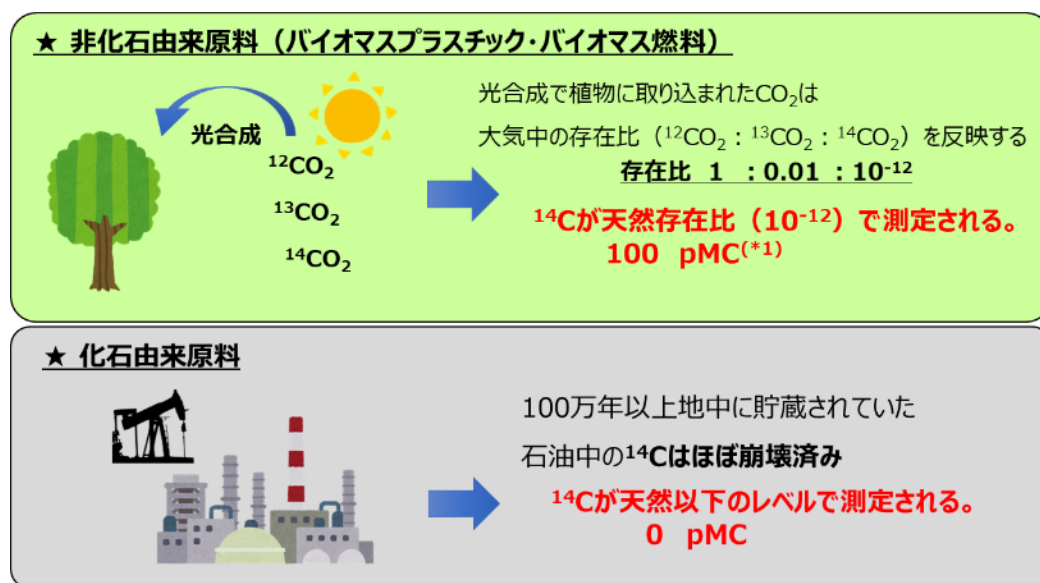 ★ 非化石由来原料（バイオマスプラスチック・バイオマス燃料）
光合成
¹²CO₂
¹³CO₂
¹⁴CO₂
光合成で植物に取り込まれたCO₂は
大気中の存在比（¹²CO₂：¹³CO₂：¹⁴CO₂）を反映する
存在比 1 ：0.01 ：10⁻¹²
¹⁴Cが天然存在比（10⁻¹²）で測定される。
100 pMC⁽*¹⁾
★ 化石由来原料
100万年以上地中に貯蔵されていた
石油中の¹⁴Cはほぼ崩壊済み
¹⁴Cが天然以下のレベルで測定される。
0 pMC